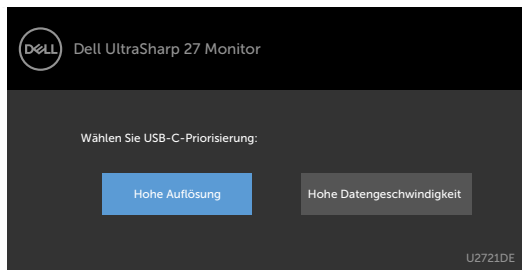 DELL Dell UltraSharp 27 Monitor
Wählen Sie USB-C-Priorisierung:
Hohe Auflösung
Hohe Datengeschwindigkeit
U2721DE